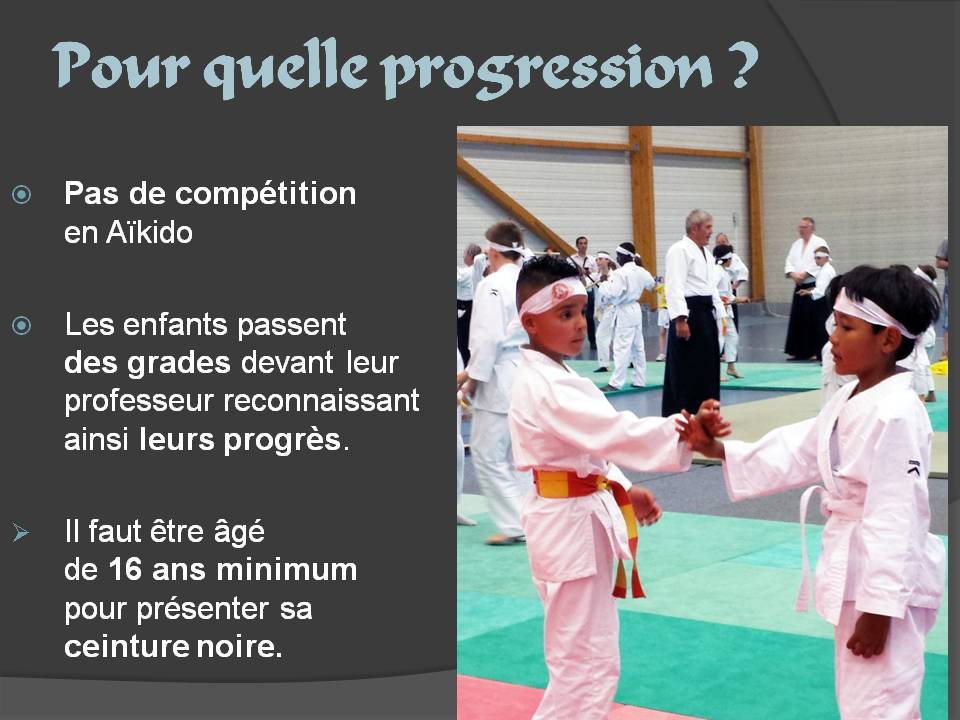 Pour quelle progression ?
Pas de compétition
en Aïkido
Les enfants passent
des grades devant leur
professeur reconnaissant
ainsi leurs progrès.
Il faut être âgé
de 16 ans minimum
pour présenter sa
ceinture noire.